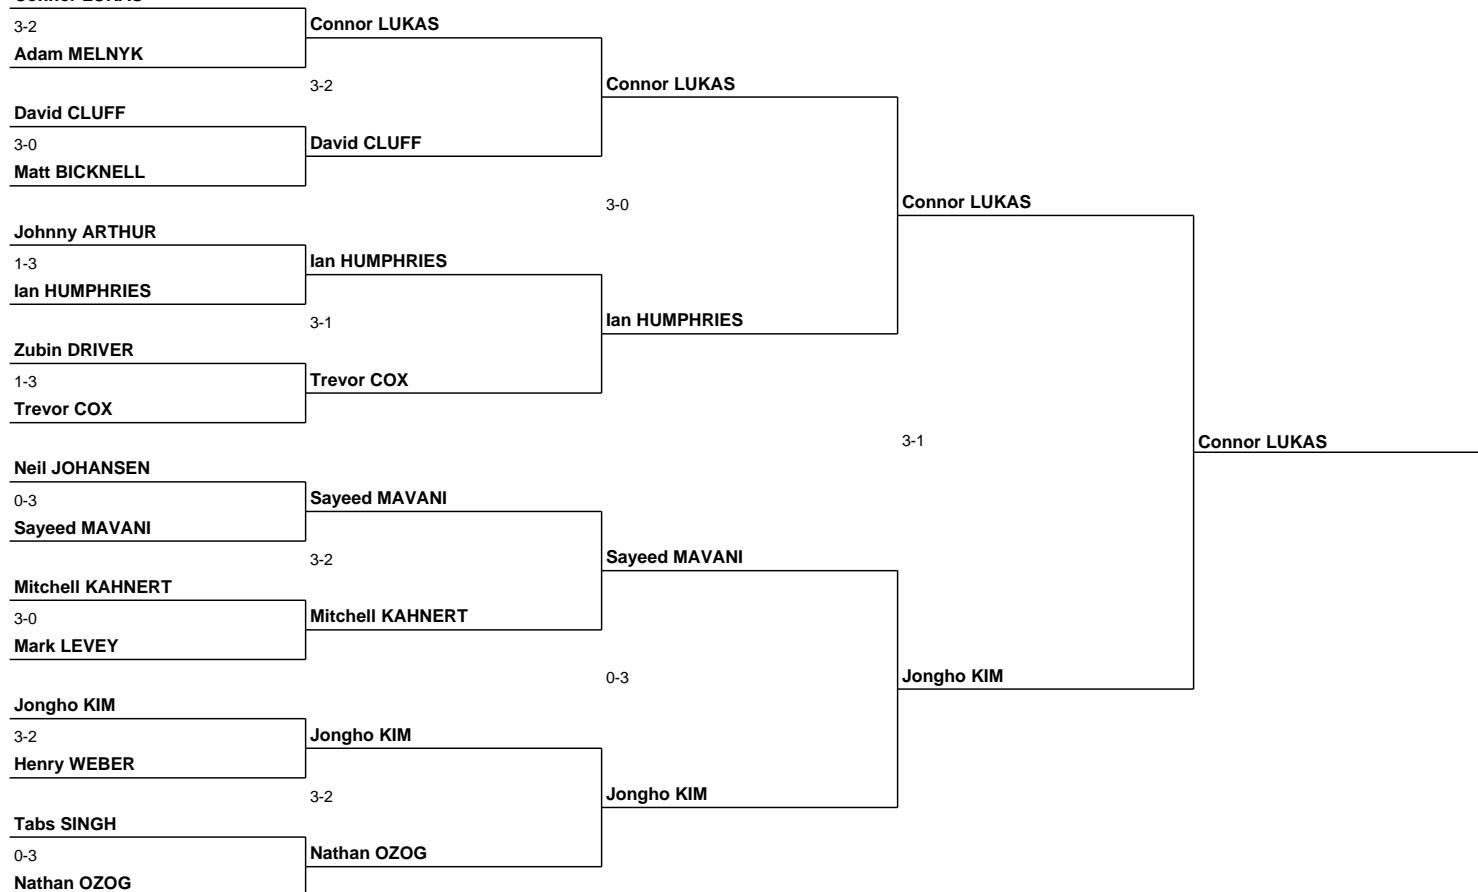 Connor LUKAS
3-2
Adam MELNYK
David CLUFF
3-0
Matt BICKNELL
Johnny ARTHUR
1-3
Ian HUMPHRIES
Zubin DRIVER
1-3
Trevor COX
Neil JOHANSEN
0-3
Sayeed MAVANI
Mitchell KAHNERT
3-0
Mark LEVEY
Jongho KIM
3-2
Henry WEBER
Tabs SINGH
0-3
Nathan OZOG
Connor LUKAS
3-2
David CLUFF
Ian HUMPHRIES
3-1
Trevor COX
Sayeed MAVANI
3-2
Mitchell KAHNERT
Jongho KIM
3-2
Nathan OZOG
Connor LUKAS
3-0
Ian HUMPHRIES
Sayeed MAVANI
0-3
Jongho KIM
Connor LUKAS
3-1
Jongho KIM
Connor LUKAS